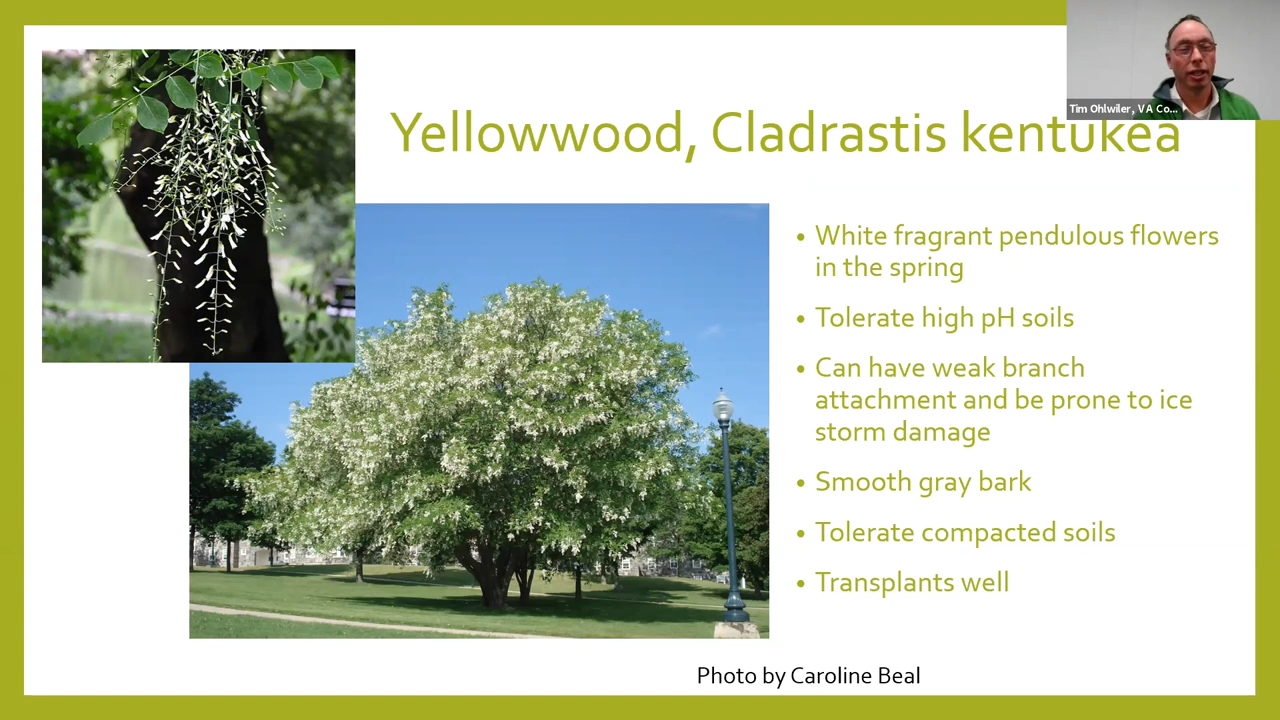 Tim Ohlwiler, VA Co...
Yellowwood, Cladrastis kentukea
• White fragrant pendulous flowers
in the spring
• Tolerate high pH soils
• Can have weak branch
attachment and be prone to ice
storm damage
• Smooth gray bark
• Tolerate compacted soils
• Transplants well
Photo by Caroline Beal